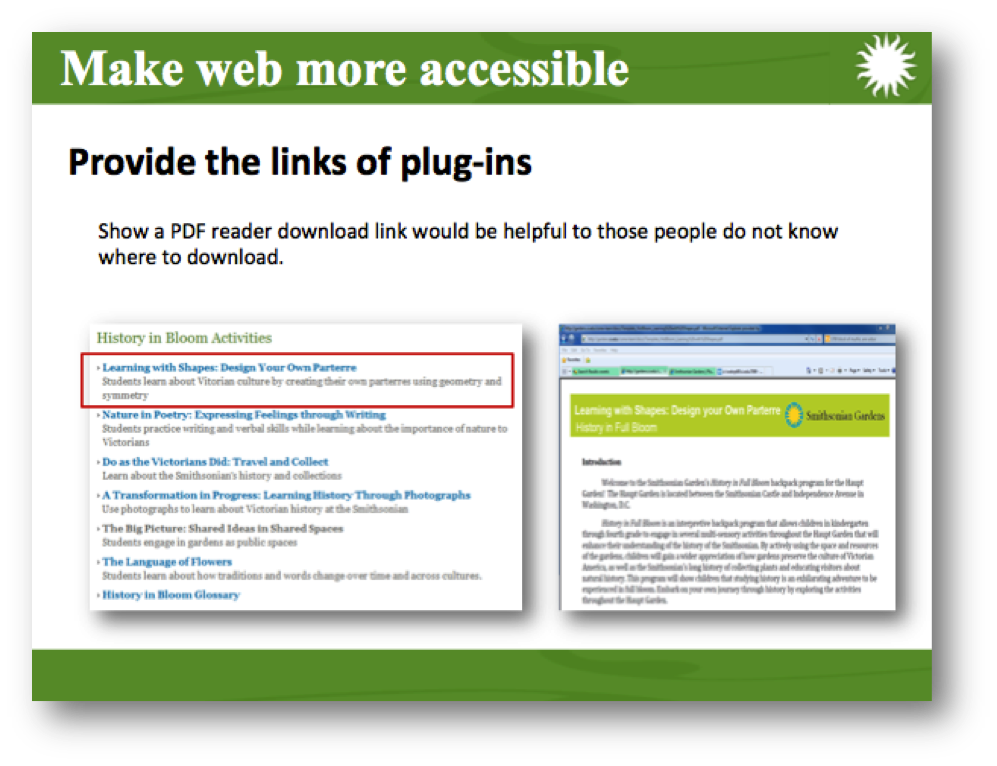 Make web more accessible
Provide the links of plug-ins
Show a PDF reader download link would be helpful to those people do not know
where to download.
History in Bloom Activities
Learning with Shapes: Design Your Own Parterre
Students learn about Vitorian culture by creating their own parterres using geometry and
symmetry
Nature in Poetry: Expressing Feelings through Writing
Students practice writing and verbal skills while learning about the importance of nature to
Victorians
Do as the Victorians Did: Travel and Collect
Learn about the Smithsonian's history and collections
A Transformation in Progress: Learning History Through Photographs
Use photographs to learn about Victorian history at the Smithsonian
The Big Picture: Shared Ideas in Shared Spaces
Students engage in gardens as public spaces
The Language of Flowers
Students learn about how traditions and words change over time and across cultures.
History in Bloom Glossary
Learning with Shapes: Design your Own Parterre
History in Full Bloom
Smithsonian Gardens
Introduction
Welcome to the Smithsonian Garden's History in Full Bloom backpack program for the Haupt
Garden! The Haupt Garden is located between the Smithsonian Castle and Independence Avenue in
Washington, D.C.
History in Full Bloom is an interpretive backpack program that allows children in kindergarten
through fourth grade to engage in several multi-sensory activities throughout the Haupt Garden that will
enhance their understanding of the history of the Smithsonian. By actively using the space and resources
of the gardens, children will gain a wider appreciation of how gardens preserve the culture of Victorian
America, as well as the Smithsonian's long history of collecting plants and educating visitors about
natural history. This program will show children that studying history is an exhilarating adventure to be
experienced in full bloom. Embark on your own journey through history by exploring the activities
throughout the Haupt Garden.